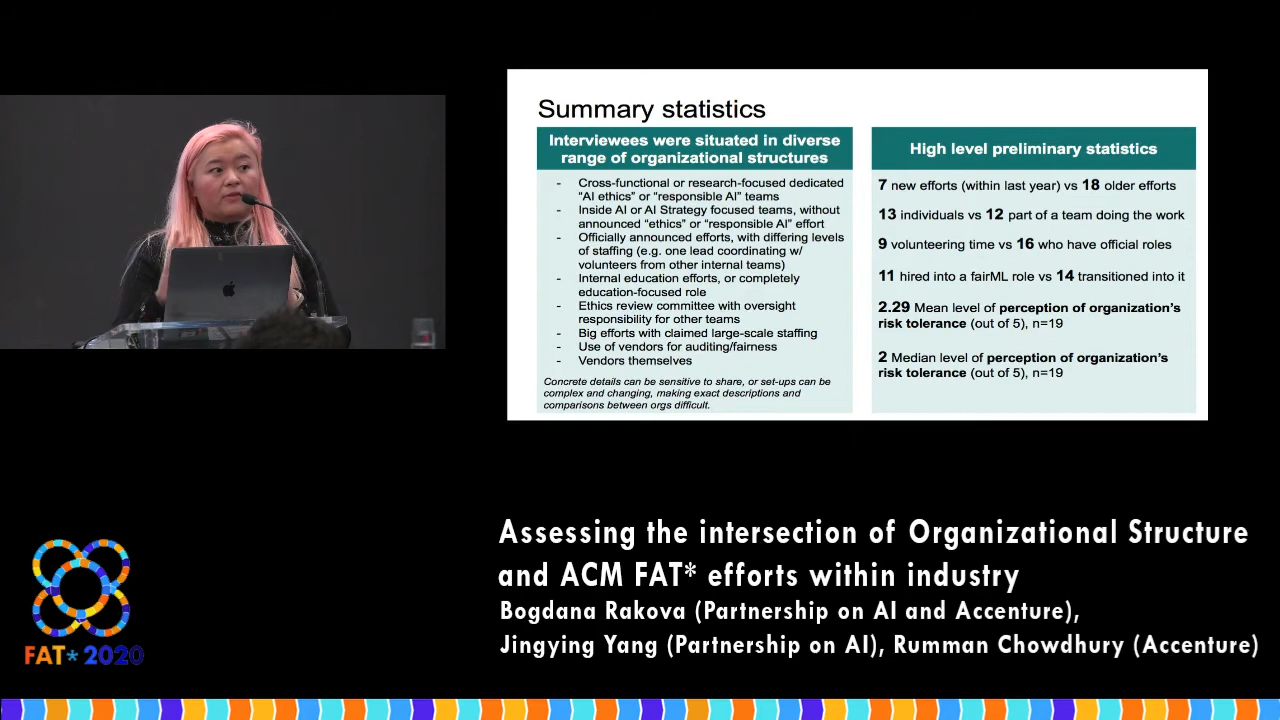 Summary statistics
Interviewees were situated in diverse
range of organizational structures
- Cross-functional or research-focused dedicated
"AI ethics" or "responsible AI" teams
- Inside AI or AI Strategy focused teams, without
announced "ethics" or "responsible AI" effort
- Officially announced efforts, with differing levels
of staffing (e.g. one lead coordinating w/
volunteers from other internal teams)
- Internal education efforts, or completely
education-focused role
- Ethics review committee with oversight
responsibility for other teams
- Big efforts with claimed large-scale staffing
- Use of vendors for auditing/fairness
- Vendors themselves
Concrete details can be sensitive to share, or set-ups can be
complex and changing, making exact descriptions and
comparisons between orgs difficult.
High level preliminary statistics
7 new efforts (within last year) vs 18 older efforts
13 individuals vs 12 part of a team doing the work
9 volunteering time vs 16 who have official roles
11 hired into a fairML role vs 14 transitioned into it
2.29 Mean level of perception of organization's
risk tolerance (out of 5), n=19
2 Median level of perception of organization's
risk tolerance (out of 5), n=19
Assessing the intersection of Organizational Structure
and ACM FAT* efforts within industry
Bogdana Rakova (Partnership on AI and Accenture),
Jingying Yang (Partnership on AI), Rumman Chowdhury (Accenture)
FAT* 2020